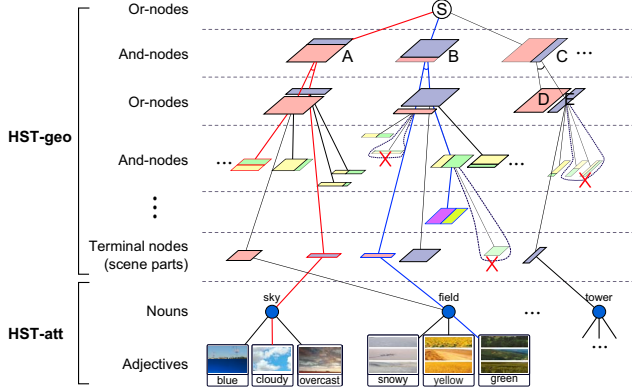 Or-nodes
S
And-nodes
A
B
C ...
Or-nodes
D
E
HST-geo
And-nodes
...
...
...
Terminal nodes
(scene parts)
sky
field
tower
Nouns
...
HST-att
...
Adjectives
blue
cloudy
overcast
snowy
yellow
green